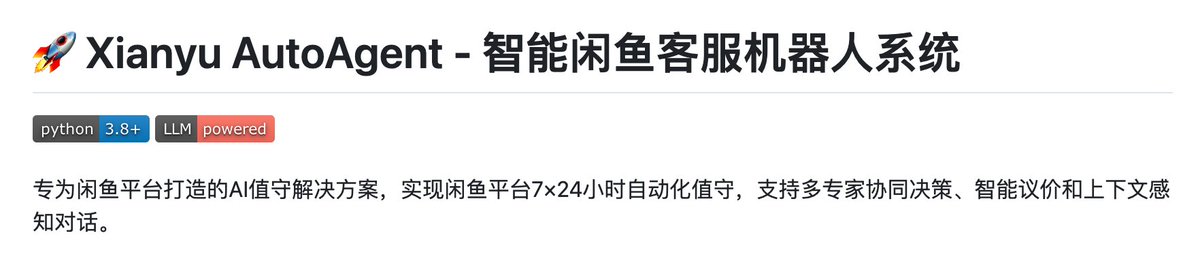 🚀 Xianyu AutoAgent - 智能闲鱼客服机器人系统
python 3.8+ LLM powered
专为闲鱼平台打造的AI值守解决方案，实现闲鱼平台7×24小时自动化值守，支持多专家协同决策、智能议价和上下文感
知对话。